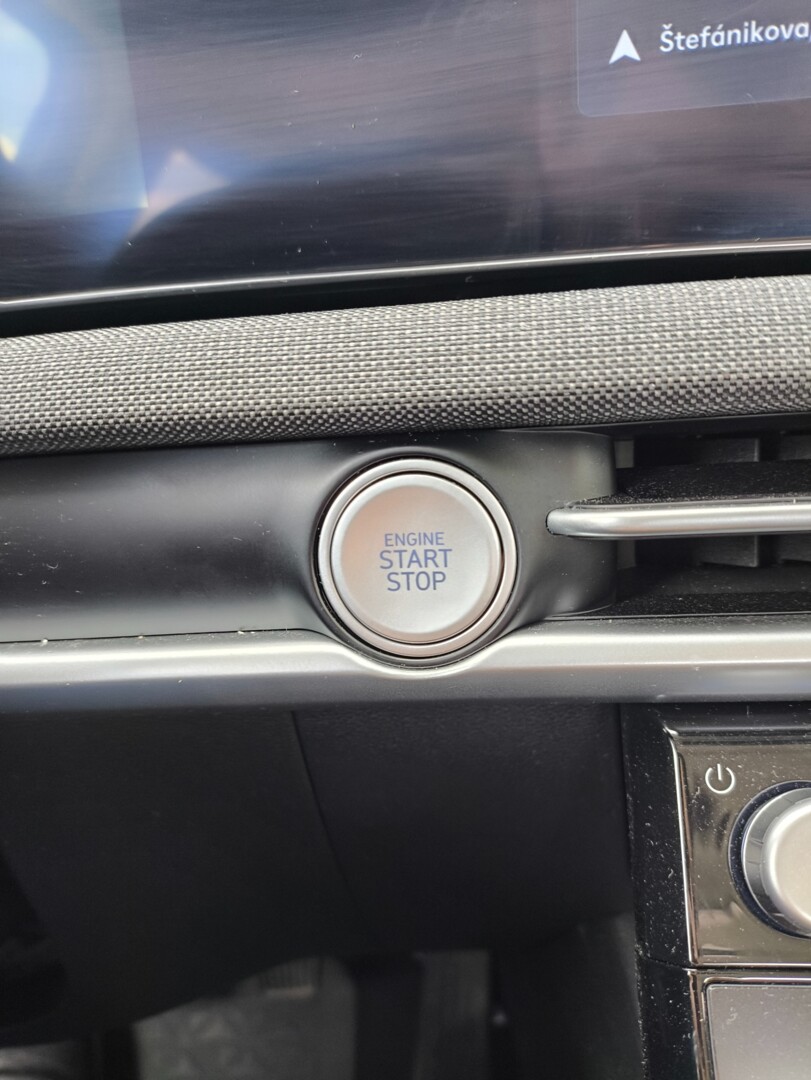 Štefánikova,
ENGINE
START
STOP